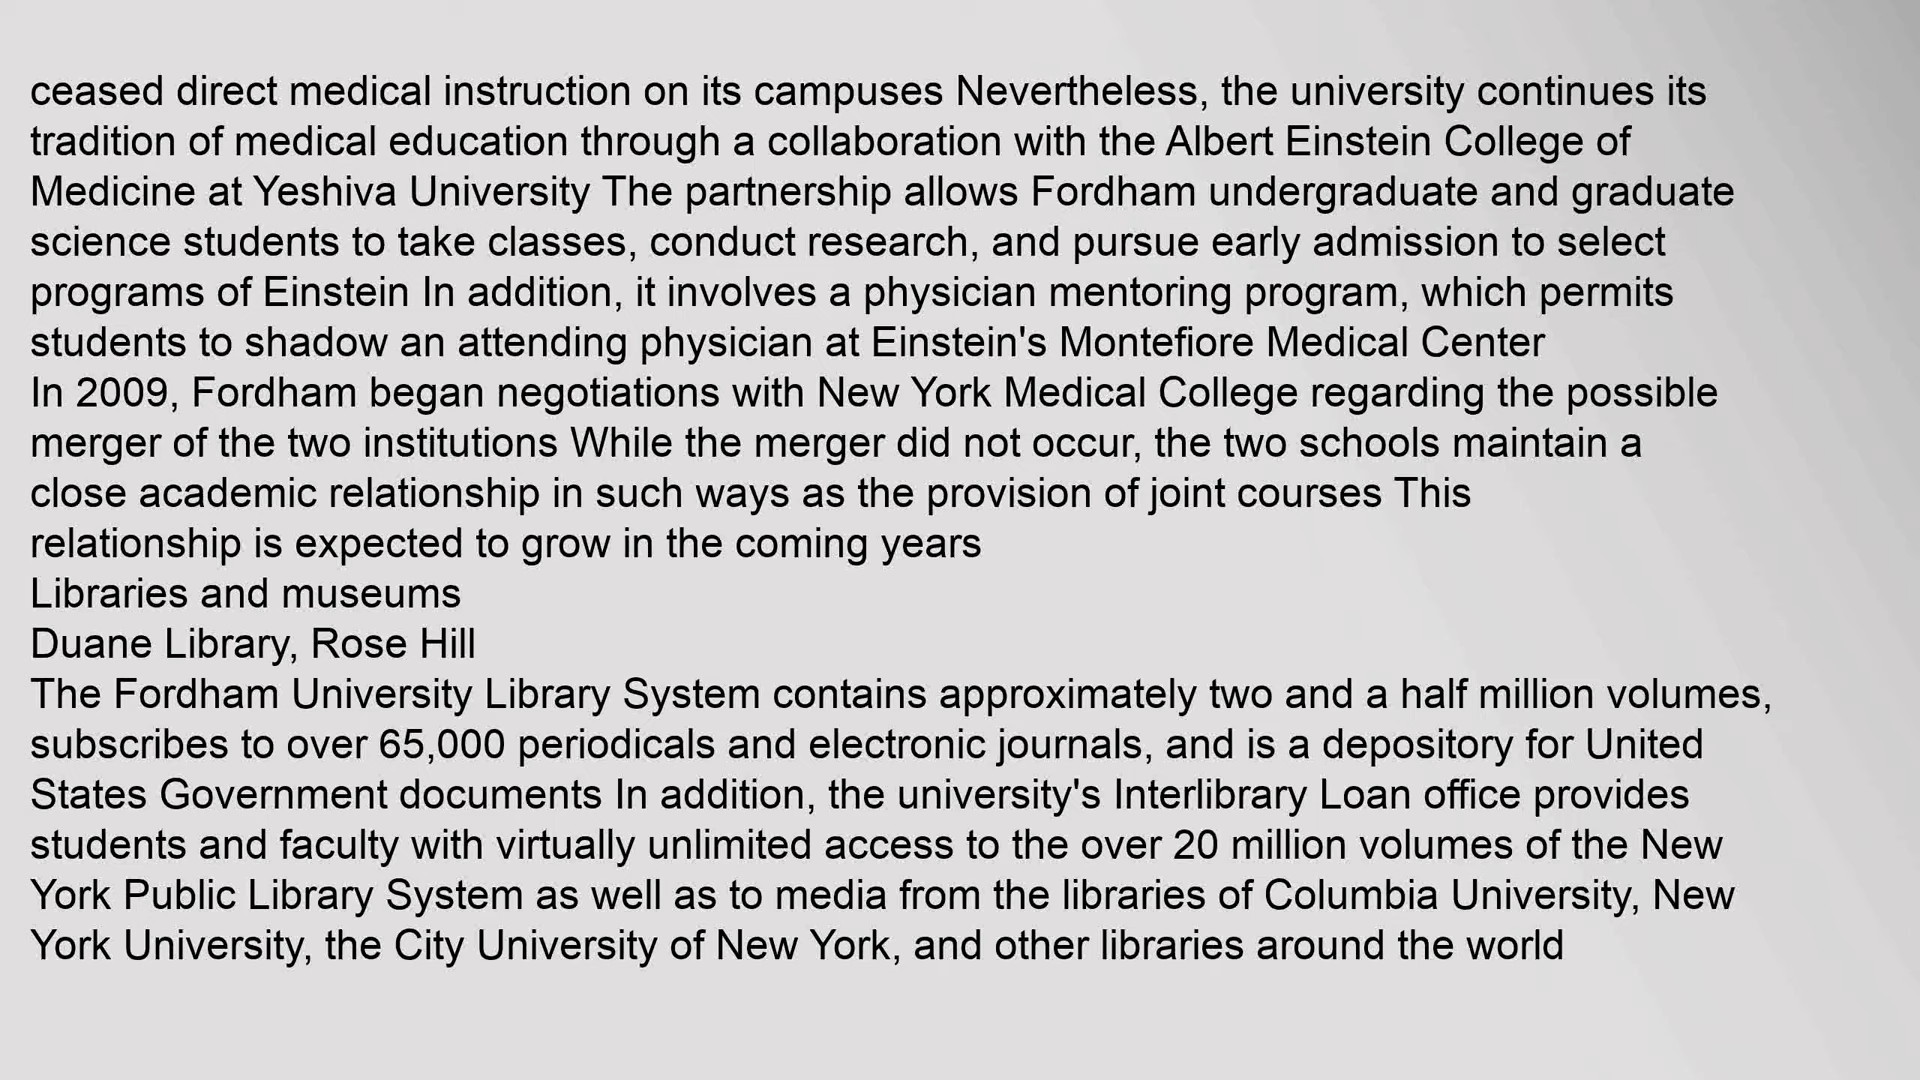 ceased direct medical instruction on its campuses Nevertheless, the university continues its
tradition of medical education through a collaboration with the Albert Einstein College of
Medicine at Yeshiva University The partnership allows Fordham undergraduate and graduate
science students to take classes, conduct research, and pursue early admission to select
programs of Einstein In addition, it involves a physician mentoring program, which permits
students to shadow an attending physician at Einstein's Montefiore Medical Center
In 2009, Fordham began negotiations with New York Medical College regarding the possible
merger of the two institutions While the merger did not occur, the two schools maintain a
close academic relationship in such ways as the provision of joint courses This
relationship is expected to grow in the coming years
Libraries and museums
Duane Library, Rose Hill
The Fordham University Library System contains approximately two and a half million volumes,
subscribes to over 65,000 periodicals and electronic journals, and is a depository for United
States Government documents In addition, the university's Interlibrary Loan office provides
students and faculty with virtually unlimited access to the over 20 million volumes of the New
York Public Library System as well as to media from the libraries of Columbia University, New
York University, the City University of New York, and other libraries around the world